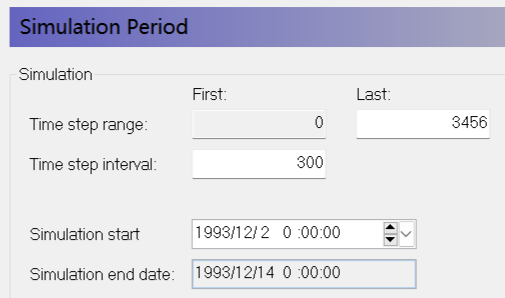 Simulation Period
Simulation
First: Last:
Time step range: 0 3456
Time step interval: 300
Simulation start 1993/12/ 2 0 :00:00
Simulation end date: 1993/12/14 0 :00:00